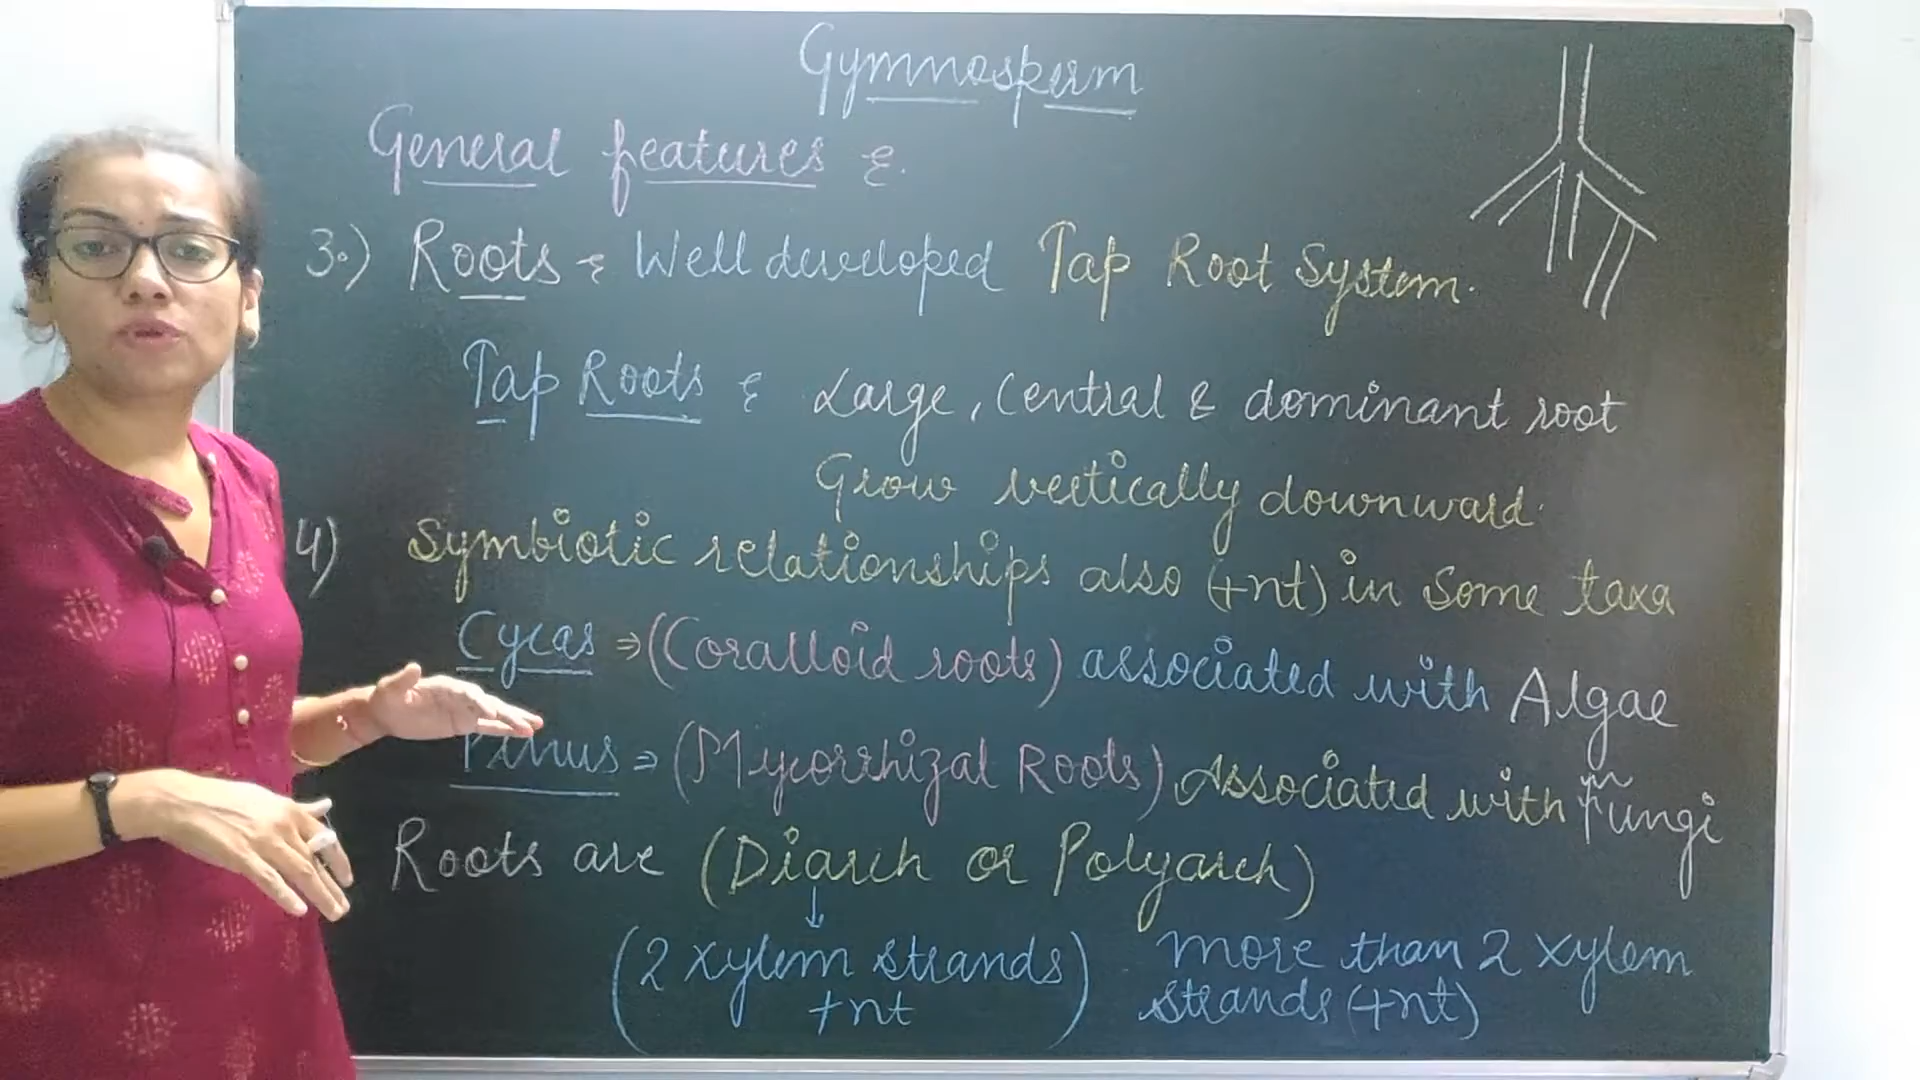 Gymnosperm
General features :-
3.) Roots :- Well developed Tap Root System.
Tap Roots :- Large, Central & dominant root
Grow vertically downward.
4) Symbiotic relationships also (+nt) in Some taxa
Cycas ⇒ (Coralloid roots) associated with Algae
Pinus ⇒ (Mycorrhizal Roots) Associated with fungi
Roots are (Diarch or Polyarch)
↓
(2 xylem strands +nt) more than 2 xylem strands (+nt)